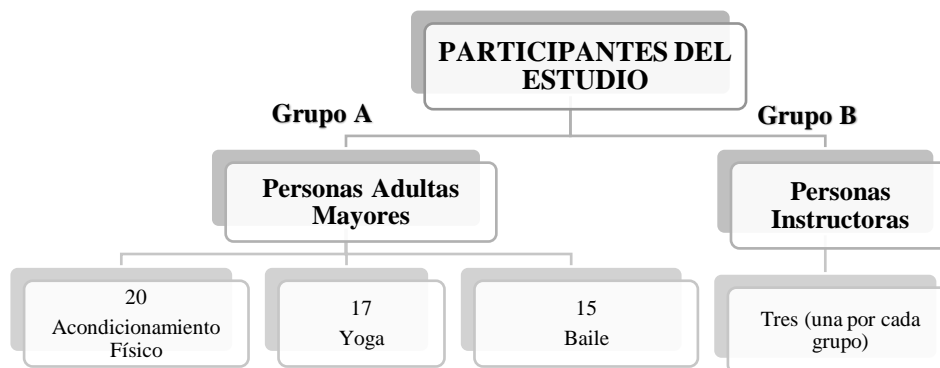 PARTICIPANTES DEL
ESTUDIO
Grupo A
Grupo B
Personas Adultas
Mayores
Personas
Instructoras
20
Acondicionamiento
Físico
17
Yoga
15
Baile
Tres (una por cada
grupo)